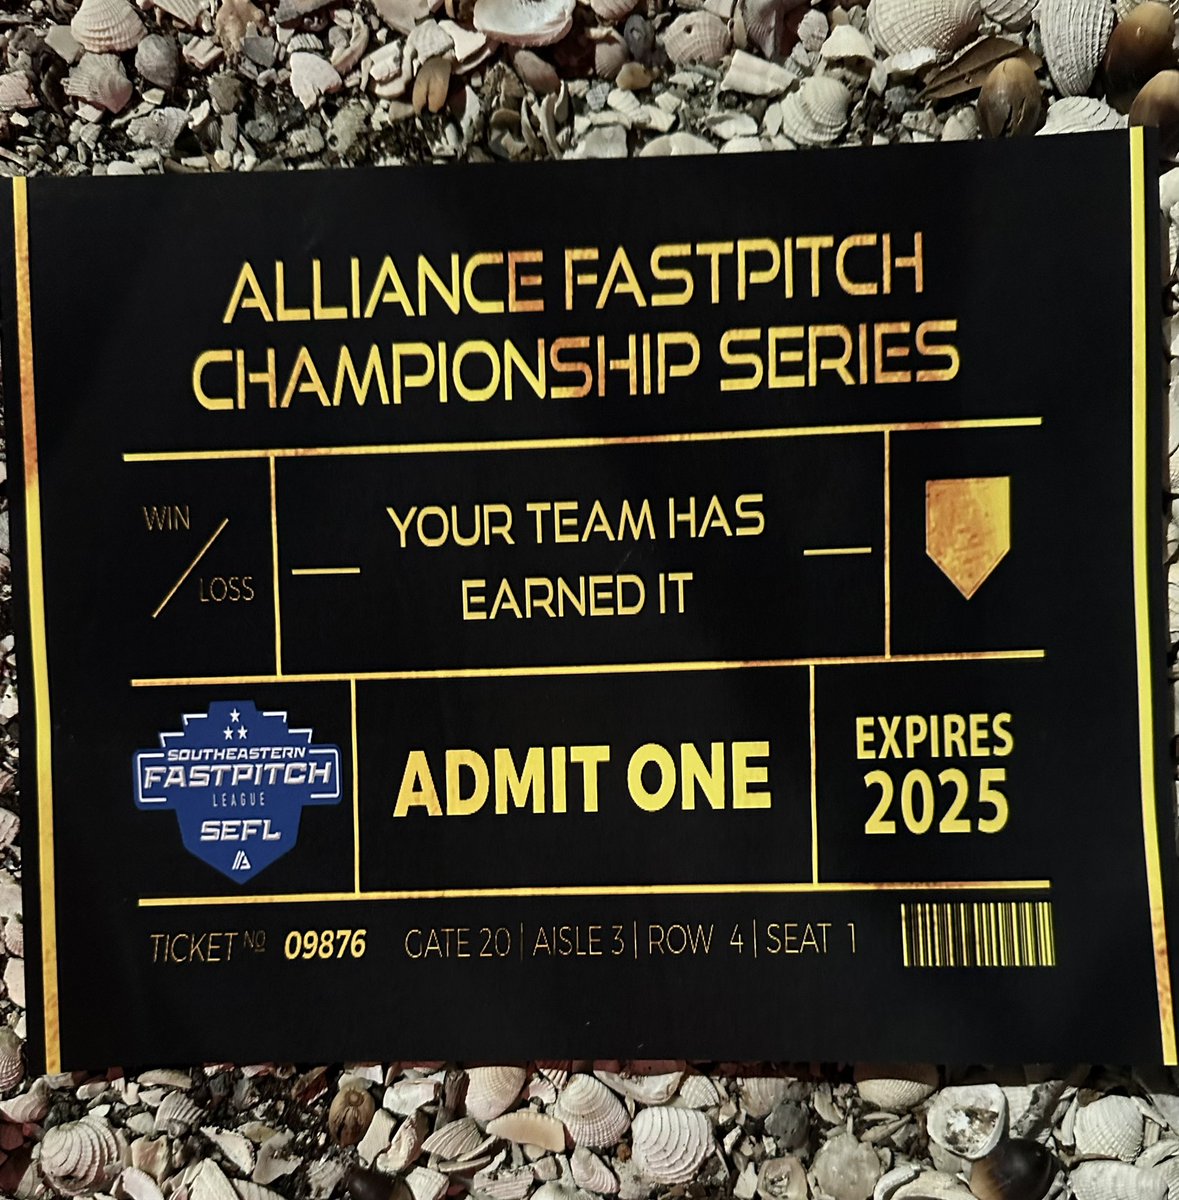 ALLIANCE FASTPITCH
CHAMPIONSHIP SERIES
WIN
LOSS
YOUR TEAM HAS
EARNED IT
SOUTHEASTERN
FASTPITCH
LEAGUE
SEFL
ADMIT ONE
EXPIRES
2025
TICKET Nº 09876 GATE 20 | AISLE 3 | ROW 4 | SEAT 1